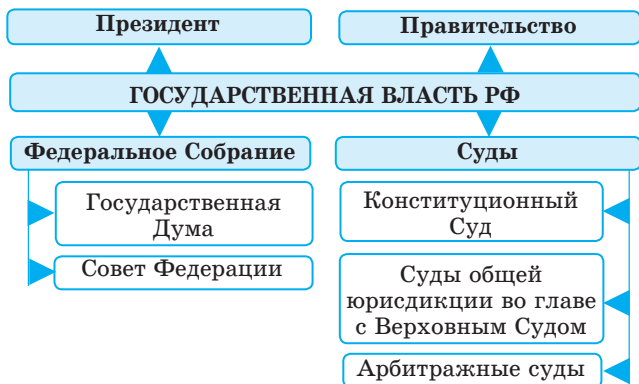 Президент
Правительство
ГОСУДАРСТВЕННАЯ ВЛАСТЬ РФ
Федеральное Собрание
Суды
Государственная
Дума
Совет Федерации
Конституционный
Суд
Суды общей
юрисдикции во главе
с Верховным Судом
Арбитражные суды